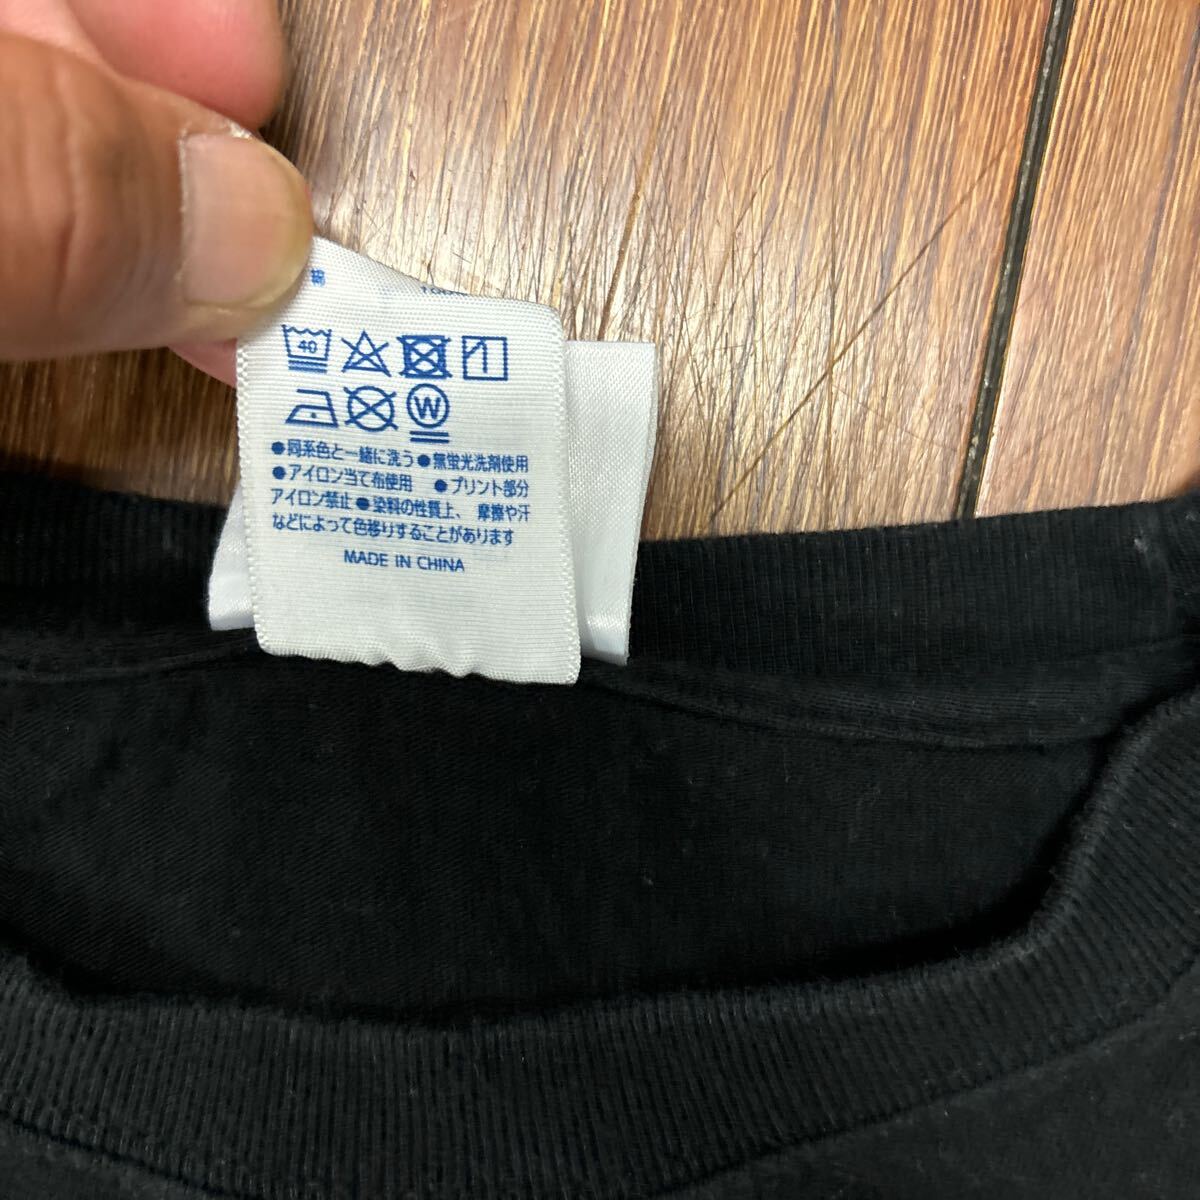 綿
40
W
●同系色と一緒に洗う●無蛍光洗剤使用
●アイロン当て布使用 ●プリント部分
アイロン禁止●染料の性質上、摩擦や汗
などによって色移りすることがあります
MADE IN CHINA